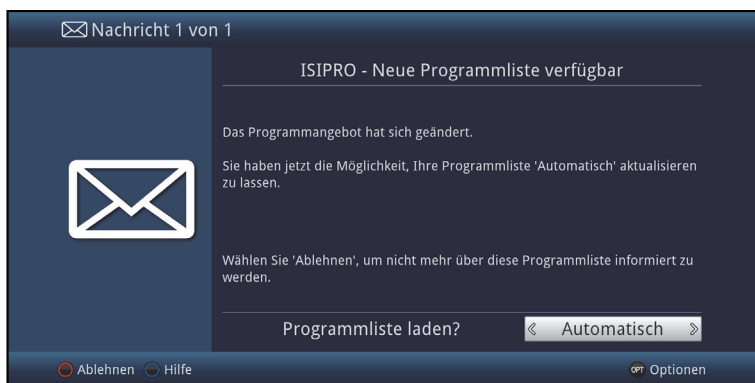 Nachricht 1 von 1
ISIPRO - Neue Programmliste verfügbar
Das Programmangebot hat sich geändert.
Sie haben jetzt die Möglichkeit, Ihre Programmliste 'Automatisch' aktualisieren
zu lassen.
Wählen Sie 'Ablehnen', um nicht mehr über diese Programmliste informiert zu
werden.
Programmliste laden? « Automatisch »
Ablehnen Hilfe OPT Optionen